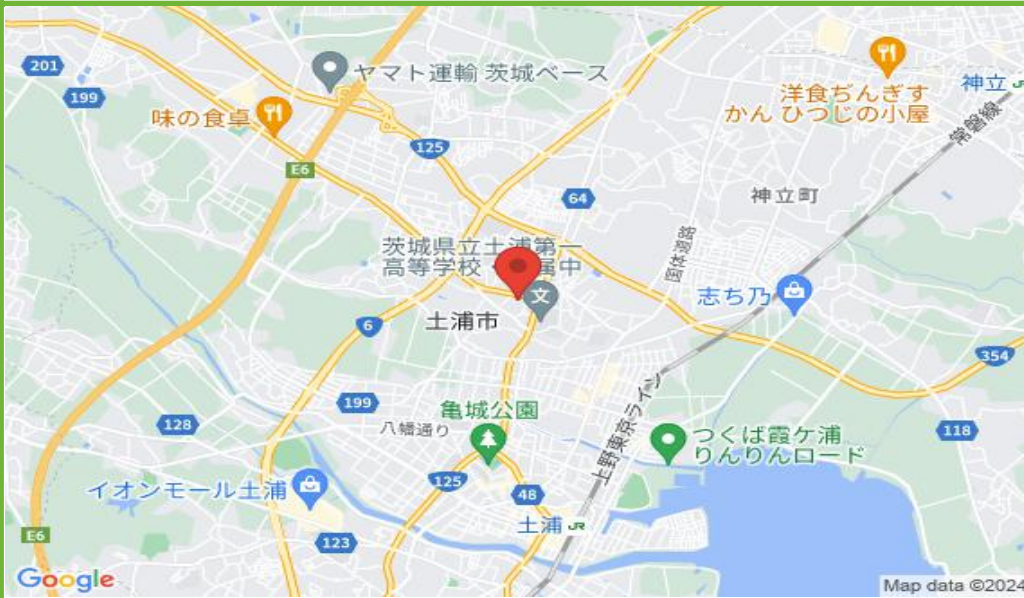 201
ヤマト運輸 茨城ベース
199
味の食卓
洋食ぢんぎす
かん ひつじの小屋
神立
JR
常磐線
125
E6
64
神立町
国体道路
茨城県立土浦第一
高等学校
属中
文
志ち乃
土浦市
6
354
上野東京ライン
199
亀城公園
八幡通り
128
118
つくば霞ケ浦
りんりんロード
イオンモール土浦
125
48
土浦 JR
E6
123
Google
Map data ©2024